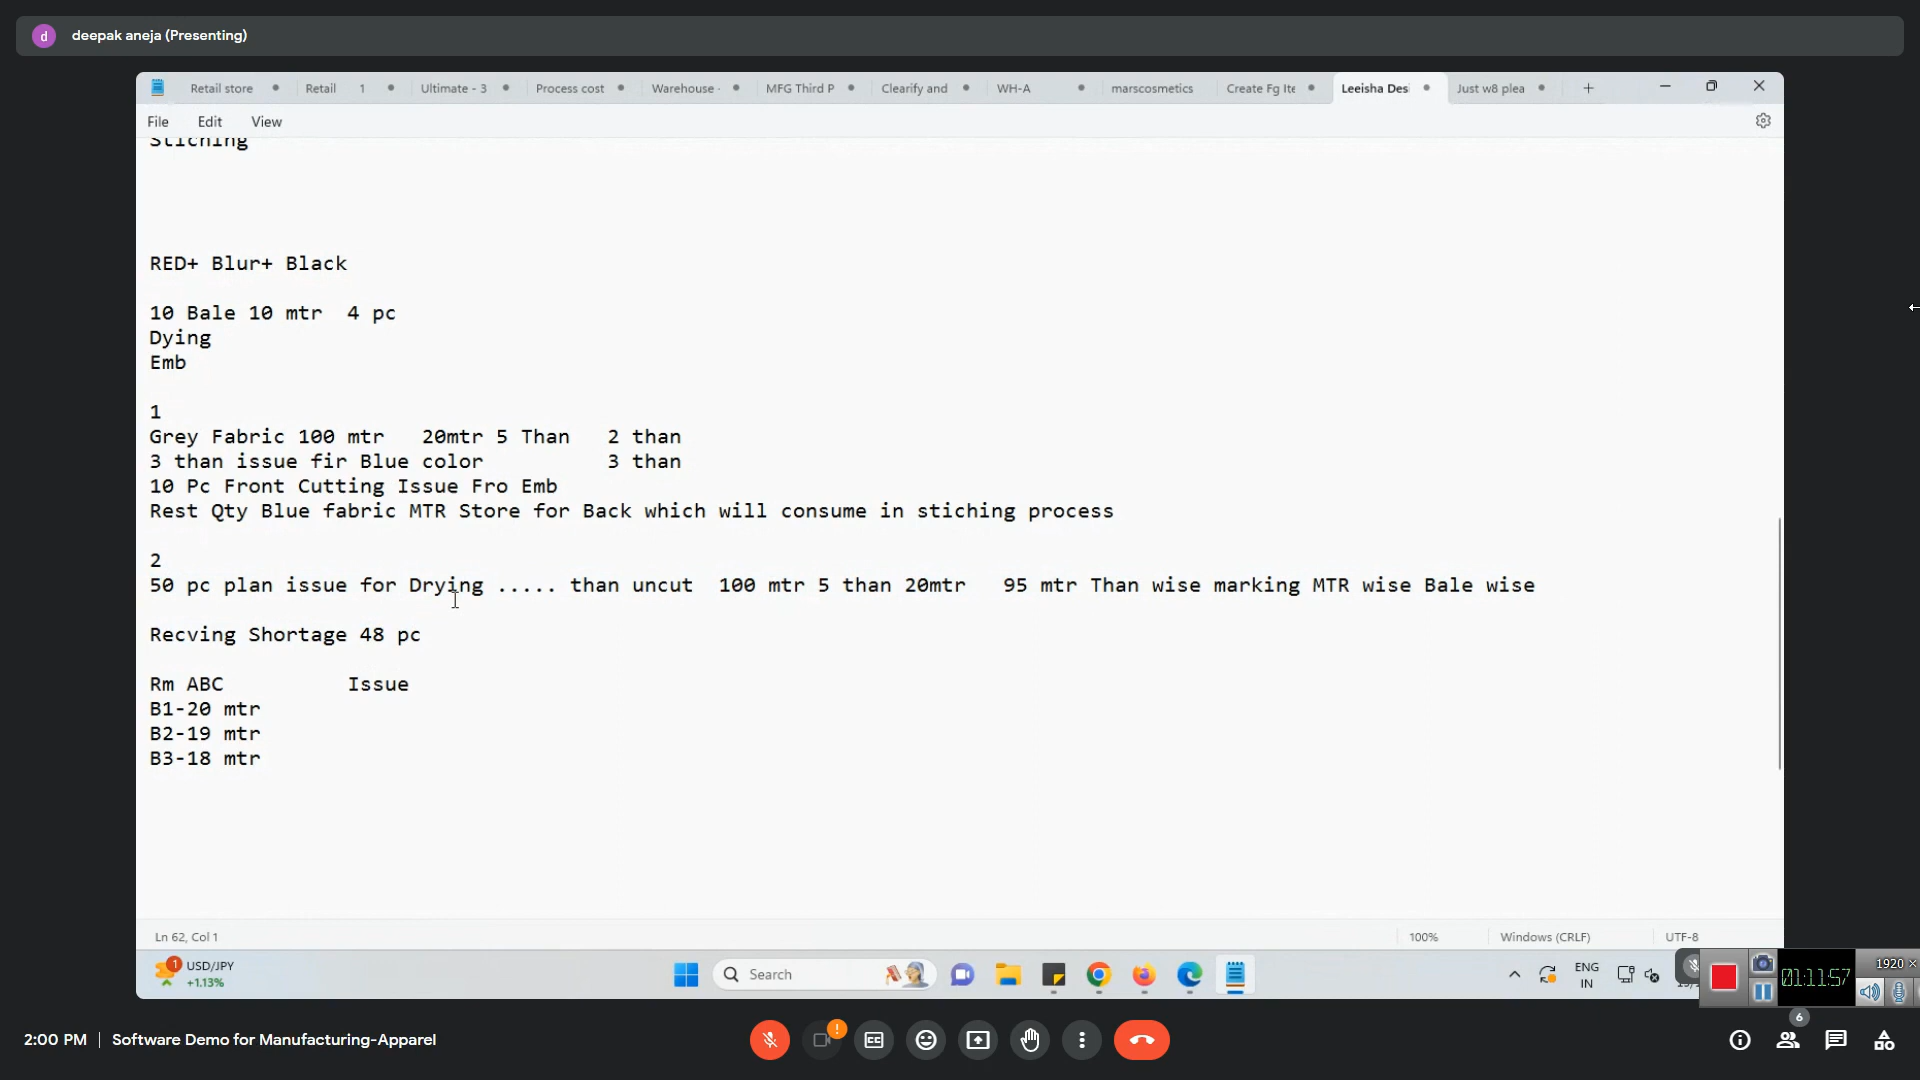 d deepak aneja (Presenting)
Retail store Retail 1 Ultimate - 3 Process cost Warehouse - MFG Third P Clearify and WH-A marscosmetics Create Fg Ite Leeisha Des Just w8 plea
File Edit View
Stiching
RED+ Blur+ Black
10 Bale 10 mtr 4 pc
Dying
Emb
1
Grey Fabric 100 mtr 20mtr 5 Than 2 than
3 than issue fir Blue color 3 than
10 Pc Front Cutting Issue Fro Emb
Rest Qty Blue fabric MTR Store for Back which will consume in stiching process
2
50 pc plan issue for Drying ..... than uncut 100 mtr 5 than 20mtr 95 mtr Than wise marking MTR wise Bale wise
Recving Shortage 48 pc
Rm ABC Issue
B1-20 mtr
B2-19 mtr
B3-18 mtr
Ln 62, Col 1 100% Windows (CRLF) UTF-8
1 USD/JPY
+1.13%
Search
ENG
IN
1920 ×
01:11:57
6
2:00 PM | Software Demo for Manufacturing-Apparel